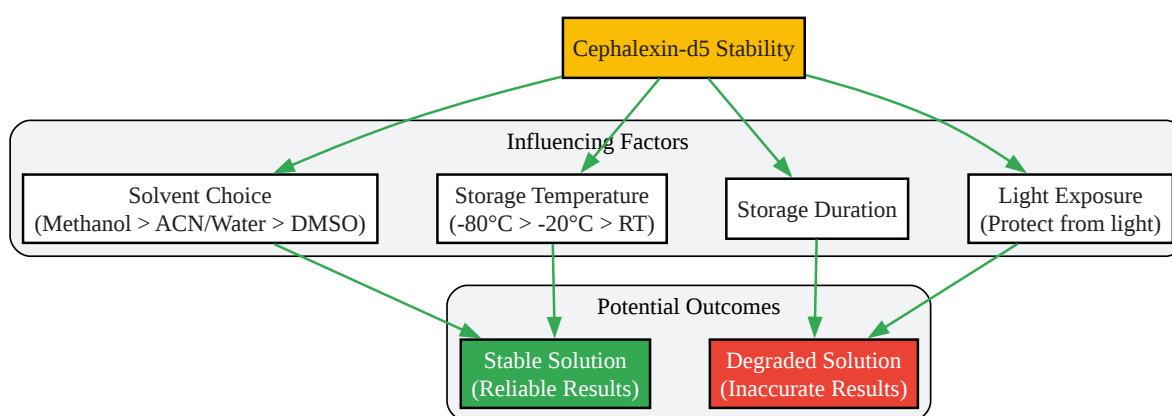 Cephalexin-d5 Stability
Influencing Factors
Solvent Choice
(Methanol > ACN/Water > DMSO)
Storage Temperature
(-80°C > -20°C > RT)
Storage Duration
Light Exposure
(Protect from light)
Potential Outcomes
Stable Solution
(Reliable Results)
Degraded Solution
(Inaccurate Results)